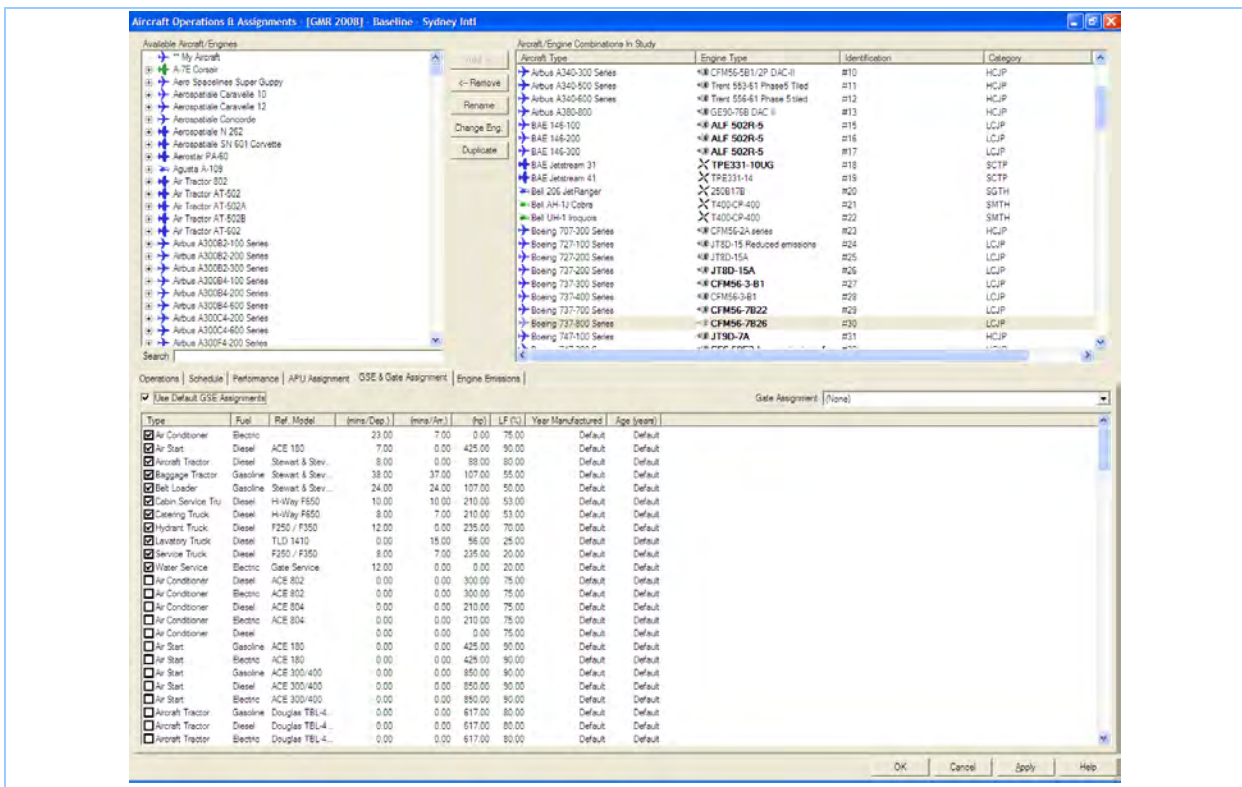 Aircraft Operations & Assignments - [GMR 2008] - Baseline - Sydney Intl
Available Aircraft/Engines
** My Aircraft
A-7E Corsair
Aero Spacelines Super Guppy
Aerospatiale Caravelle 10
Aerospatiale Caravelle 12
Aerospatiale Concorde
Aerospatiale N 262
Aerospatiale SN 601 Corvette
Aerostar PA-60
Agusta A-109
Air Tractor 802
Air Tractor AT-502
Air Tractor AT-502A
Air Tractor AT-502B
Air Tractor AT-602
Airbus A300B2-100 Series
Airbus A300B2-200 Series
Airbus A300B2-300 Series
Airbus A300B4-100 Series
Airbus A300B4-200 Series
Airbus A300B4-600 Series
Airbus A300C4-200 Series
Airbus A300C4-600 Series
Airbus A300F4-200 Series
Search
<- Remove
Rename
Change Eng.
Duplicate
Aircraft/Engine Combinations In Study
Aircraft Type Engine Type Identification Category
Airbus A340-300 Series CFM56-5B1/2P DAC-II #10 HCJP
Airbus A340-500 Series Trent 553-61 Phase5 Tiled #11 HCJP
Airbus A340-600 Series Trent 556-61 Phase 5 tiled #12 HCJP
Airbus A380-800 GE90-76B DAC II #13 HCJP
BAE 146-100 ALF 502R-5 #15 LCJP
BAE 146-200 ALF 502R-5 #16 LCJP
BAE 146-300 ALF 502R-5 #17 LCJP
BAE Jetstream 31 TPE331-10UG #18 SCTP
BAE Jetstream 41 TPE331-14 #19 SCTP
Bell 206 JetRanger 250B17B #20 SGTH
Bell AH-1J Cobra T400-CP-400 #21 SMTH
Bell UH-1 Iroquois T400-CP-400 #22 SMTH
Boeing 707-300 Series CFM56-2A series #23 HCJP
Boeing 727-100 Series JT8D-15 Reduced emissions #24 LCJP
Boeing 727-200 Series JT8D-15A #25 LCJP
Boeing 737-200 Series JT8D-15A #26 LCJP
Boeing 737-300 Series CFM56-3-B1 #27 LCJP
Boeing 737-400 Series CFM56-3-B1 #28 LCJP
Boeing 737-700 Series CFM56-7B22 #29 LCJP
Boeing 737-800 Series CFM56-7B26 #30 LCJP
Boeing 747-100 Series JT9D-7A #31 HCJP
Operations Schedule Performance APU Assignment GSE & Gate Assignment Engine Emissions
Use Default GSE Assignments Gate Assignment (None)
Type Fuel Ref. Model (mins/Dep.) (mins/Arr.) (hp) LF (%) Year Manufactured Age (years)
Air Conditioner Electric 23.00 7.00 0.00 75.00 Default Default
Air Start Diesel ACE 180 7.00 0.00 425.00 90.00 Default Default
Aircraft Tractor Diesel Stewart & Stev... 8.00 0.00 88.00 80.00 Default Default
Baggage Tractor Gasoline Stewart & Stev... 38.00 37.00 107.00 55.00 Default Default
Belt Loader Gasoline Stewart & Stev... 24.00 24.00 107.00 50.00 Default Default
Cabin Service Tru Diesel Hi-Way F650 10.00 10.00 210.00 53.00 Default Default
Catering Truck Diesel Hi-Way F650 8.00 7.00 210.00 53.00 Default Default
Hydrant Truck Diesel F250 / F350 12.00 0.00 235.00 70.00 Default Default
Lavatory Truck Diesel TLD 1410 0.00 15.00 56.00 25.00 Default Default
Service Truck Diesel F250 / F350 8.00 7.00 235.00 20.00 Default Default
Water Service Electric Gate Service 12.00 0.00 0.00 20.00 Default Default
Air Conditioner Diesel ACE 802 0.00 0.00 300.00 75.00 Default Default
Air Conditioner Electric ACE 802 0.00 0.00 300.00 75.00 Default Default
Air Conditioner Diesel ACE 804 0.00 0.00 210.00 75.00 Default Default
Air Conditioner Electric ACE 804 0.00 0.00 210.00 75.00 Default Default
Air Conditioner Diesel 0.00 0.00 0.00 75.00 Default Default
Air Start Gasoline ACE 180 0.00 0.00 425.00 90.00 Default Default
Air Start Electric ACE 180 0.00 0.00 425.00 90.00 Default Default
Air Start Gasoline ACE 300/400 0.00 0.00 850.00 90.00 Default Default
Air Start Diesel ACE 300/400 0.00 0.00 850.00 90.00 Default Default
Air Start Electric ACE 300/400 0.00 0.00 850.00 90.00 Default Default
Aircraft Tractor Gasoline Douglas TBL-4... 0.00 0.00 617.00 80.00 Default Default
Aircraft Tractor Diesel Douglas TBL-4... 0.00 0.00 617.00 80.00 Default Default
Aircraft Tractor Electric Douglas TBL-4... 0.00 0.00 617.00 80.00 Default Default
OK Cancel Apply Help